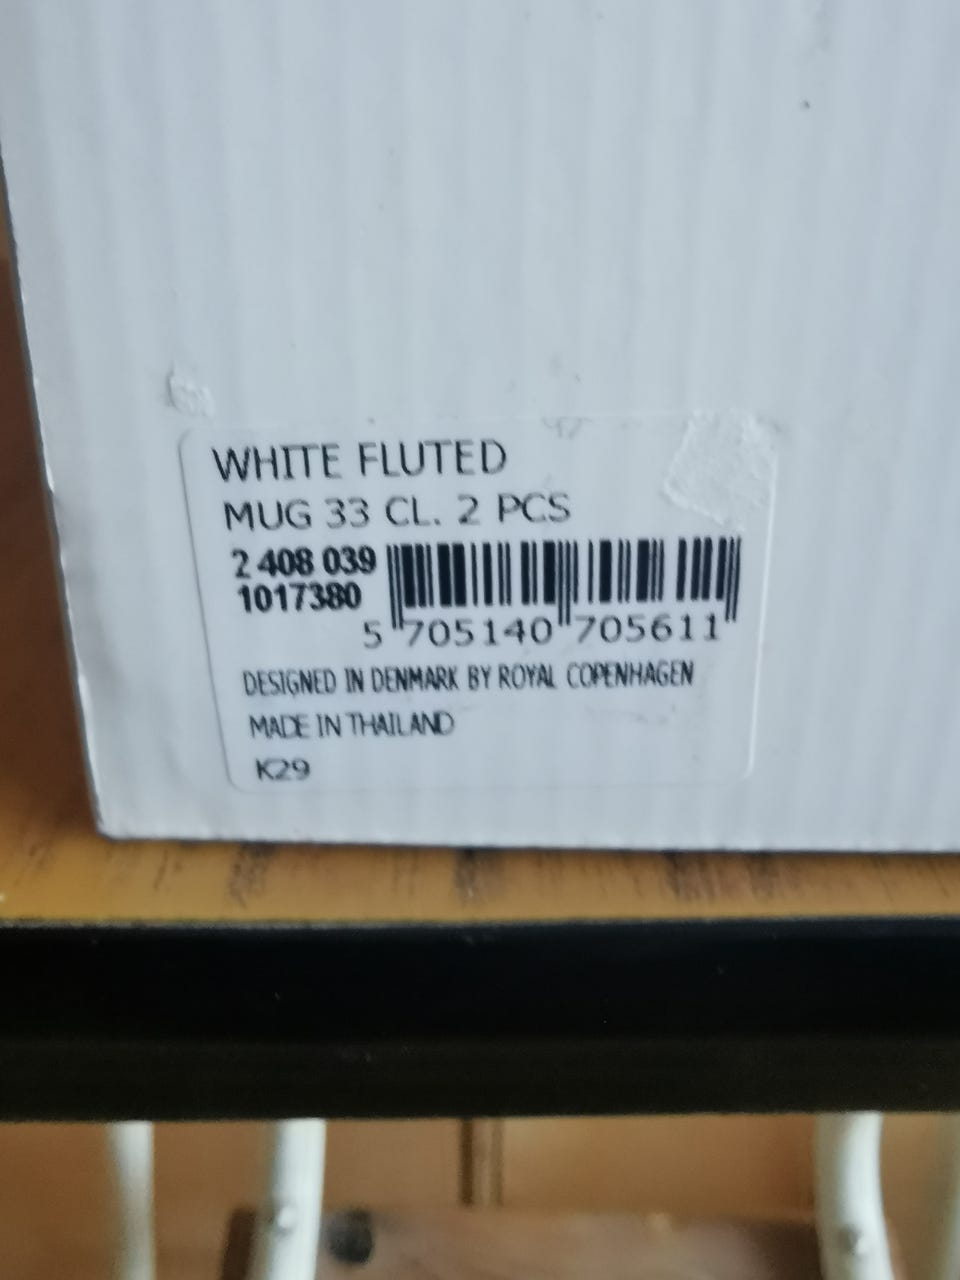 WHITE FLUTED
MUG 33 CL. 2 PCS
2 408 039
1017380
5 705140 705611
DESIGNED IN DENMARK BY ROYAL COPENHAGEN
MADE IN THAILAND
K29